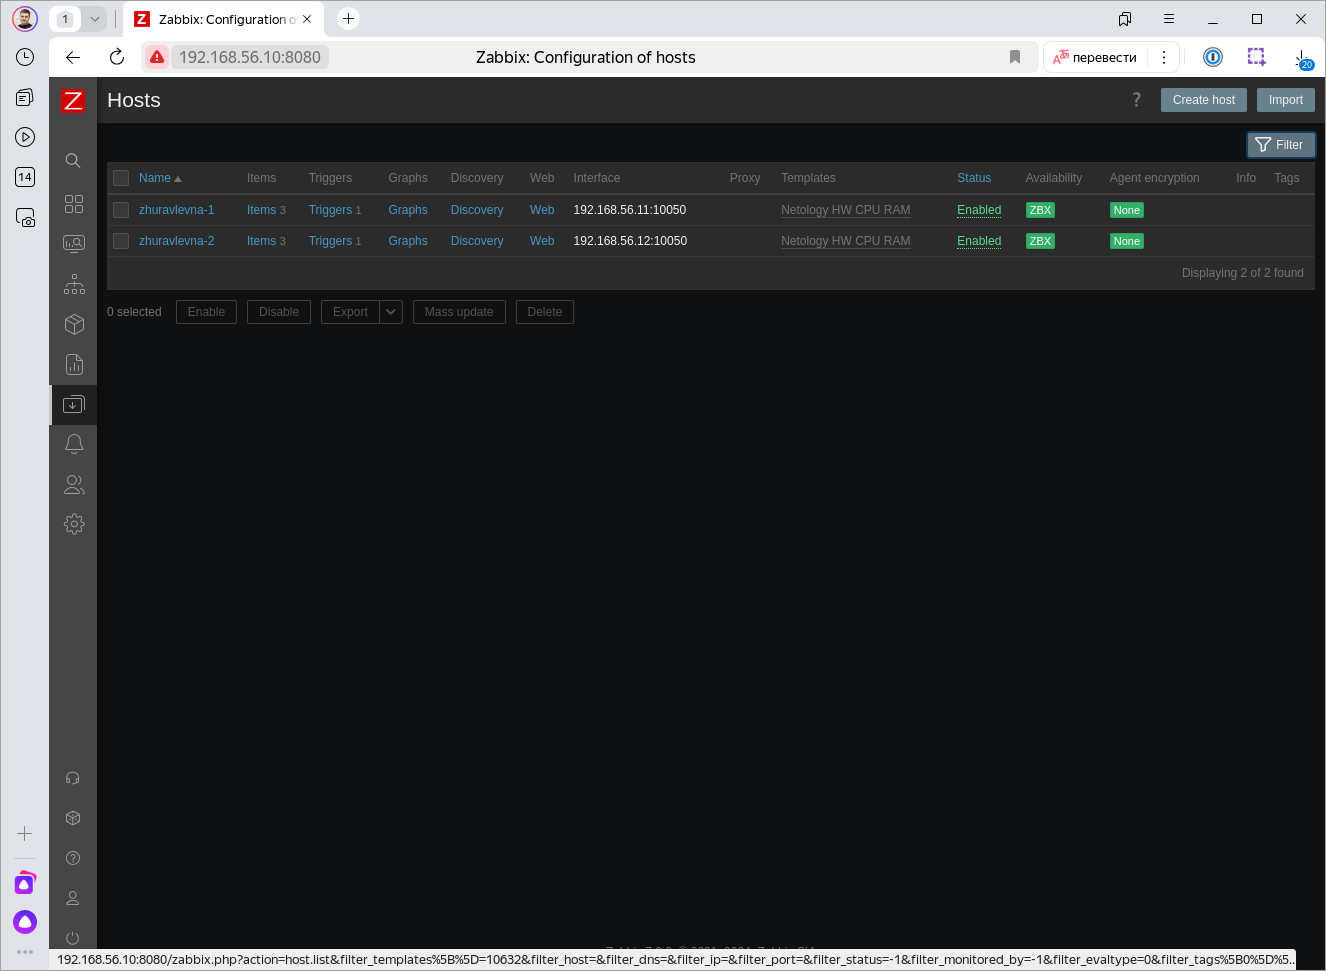 1
Zabbix: Configuration o
192.168.56.10:8080
Zabbix: Configuration of hosts
перевести
20
14
Z
Hosts
?
Create host
Import
Filter
Name Items Triggers Graphs Discovery Web Interface Proxy Templates Status Availability Agent encryption Info Tags
zhuravlevna-1 Items 3 Triggers 1 Graphs Discovery Web 192.168.56.11:10050 Netology HW CPU RAM Enabled ZBX None
zhuravlevna-2 Items 3 Triggers 1 Graphs Discovery Web 192.168.56.12:10050 Netology HW CPU RAM Enabled ZBX None
Displaying 2 of 2 found
0 selected Enable Disable Export Mass update Delete
192.168.56.10:8080/zabbix.php?action=host.list&filter_templates%5B%5D=10632&filter_host=&filter_dns=&filter_ip=&filter_port=&filter_status=-1&filter_monitored_by=-1&filter_evaltype=0&filter_tags%5B0%5D%5...